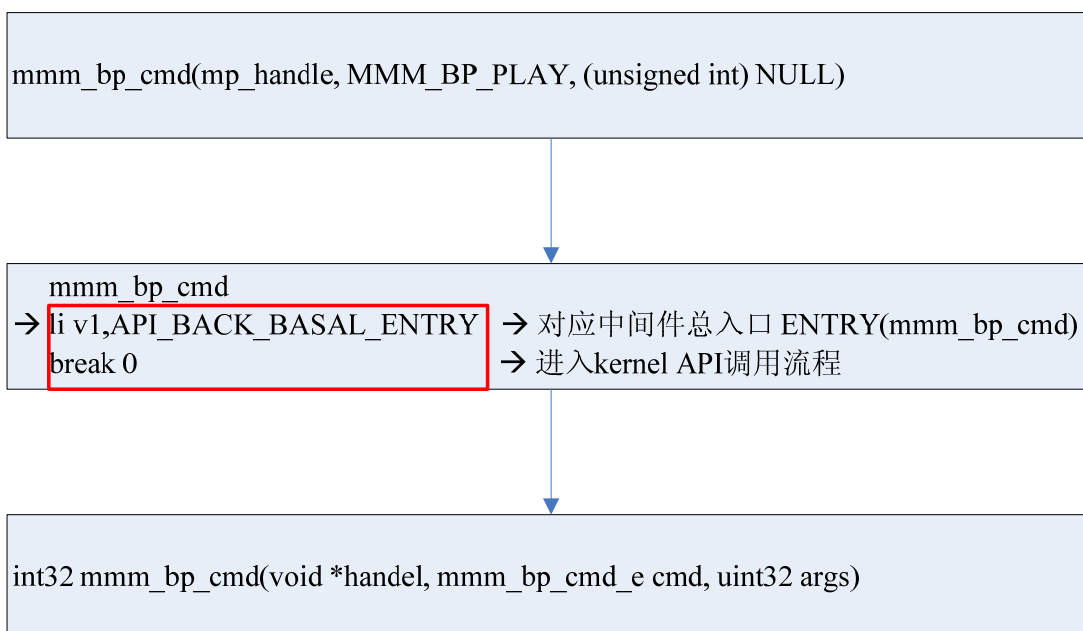 mmm_bp_cmd(mp_handle, MMM_BP_PLAY, (unsigned int) NULL)
mmm_bp_cmd
→ li v1,API_BACK_BASAL_ENTRY → 对应中间件总入口 ENTRY(mmm_bp_cmd)
break 0 → 进入kernel API调用流程
int32 mmm_bp_cmd(void *handel, mmm_bp_cmd_e cmd, uint32 args)